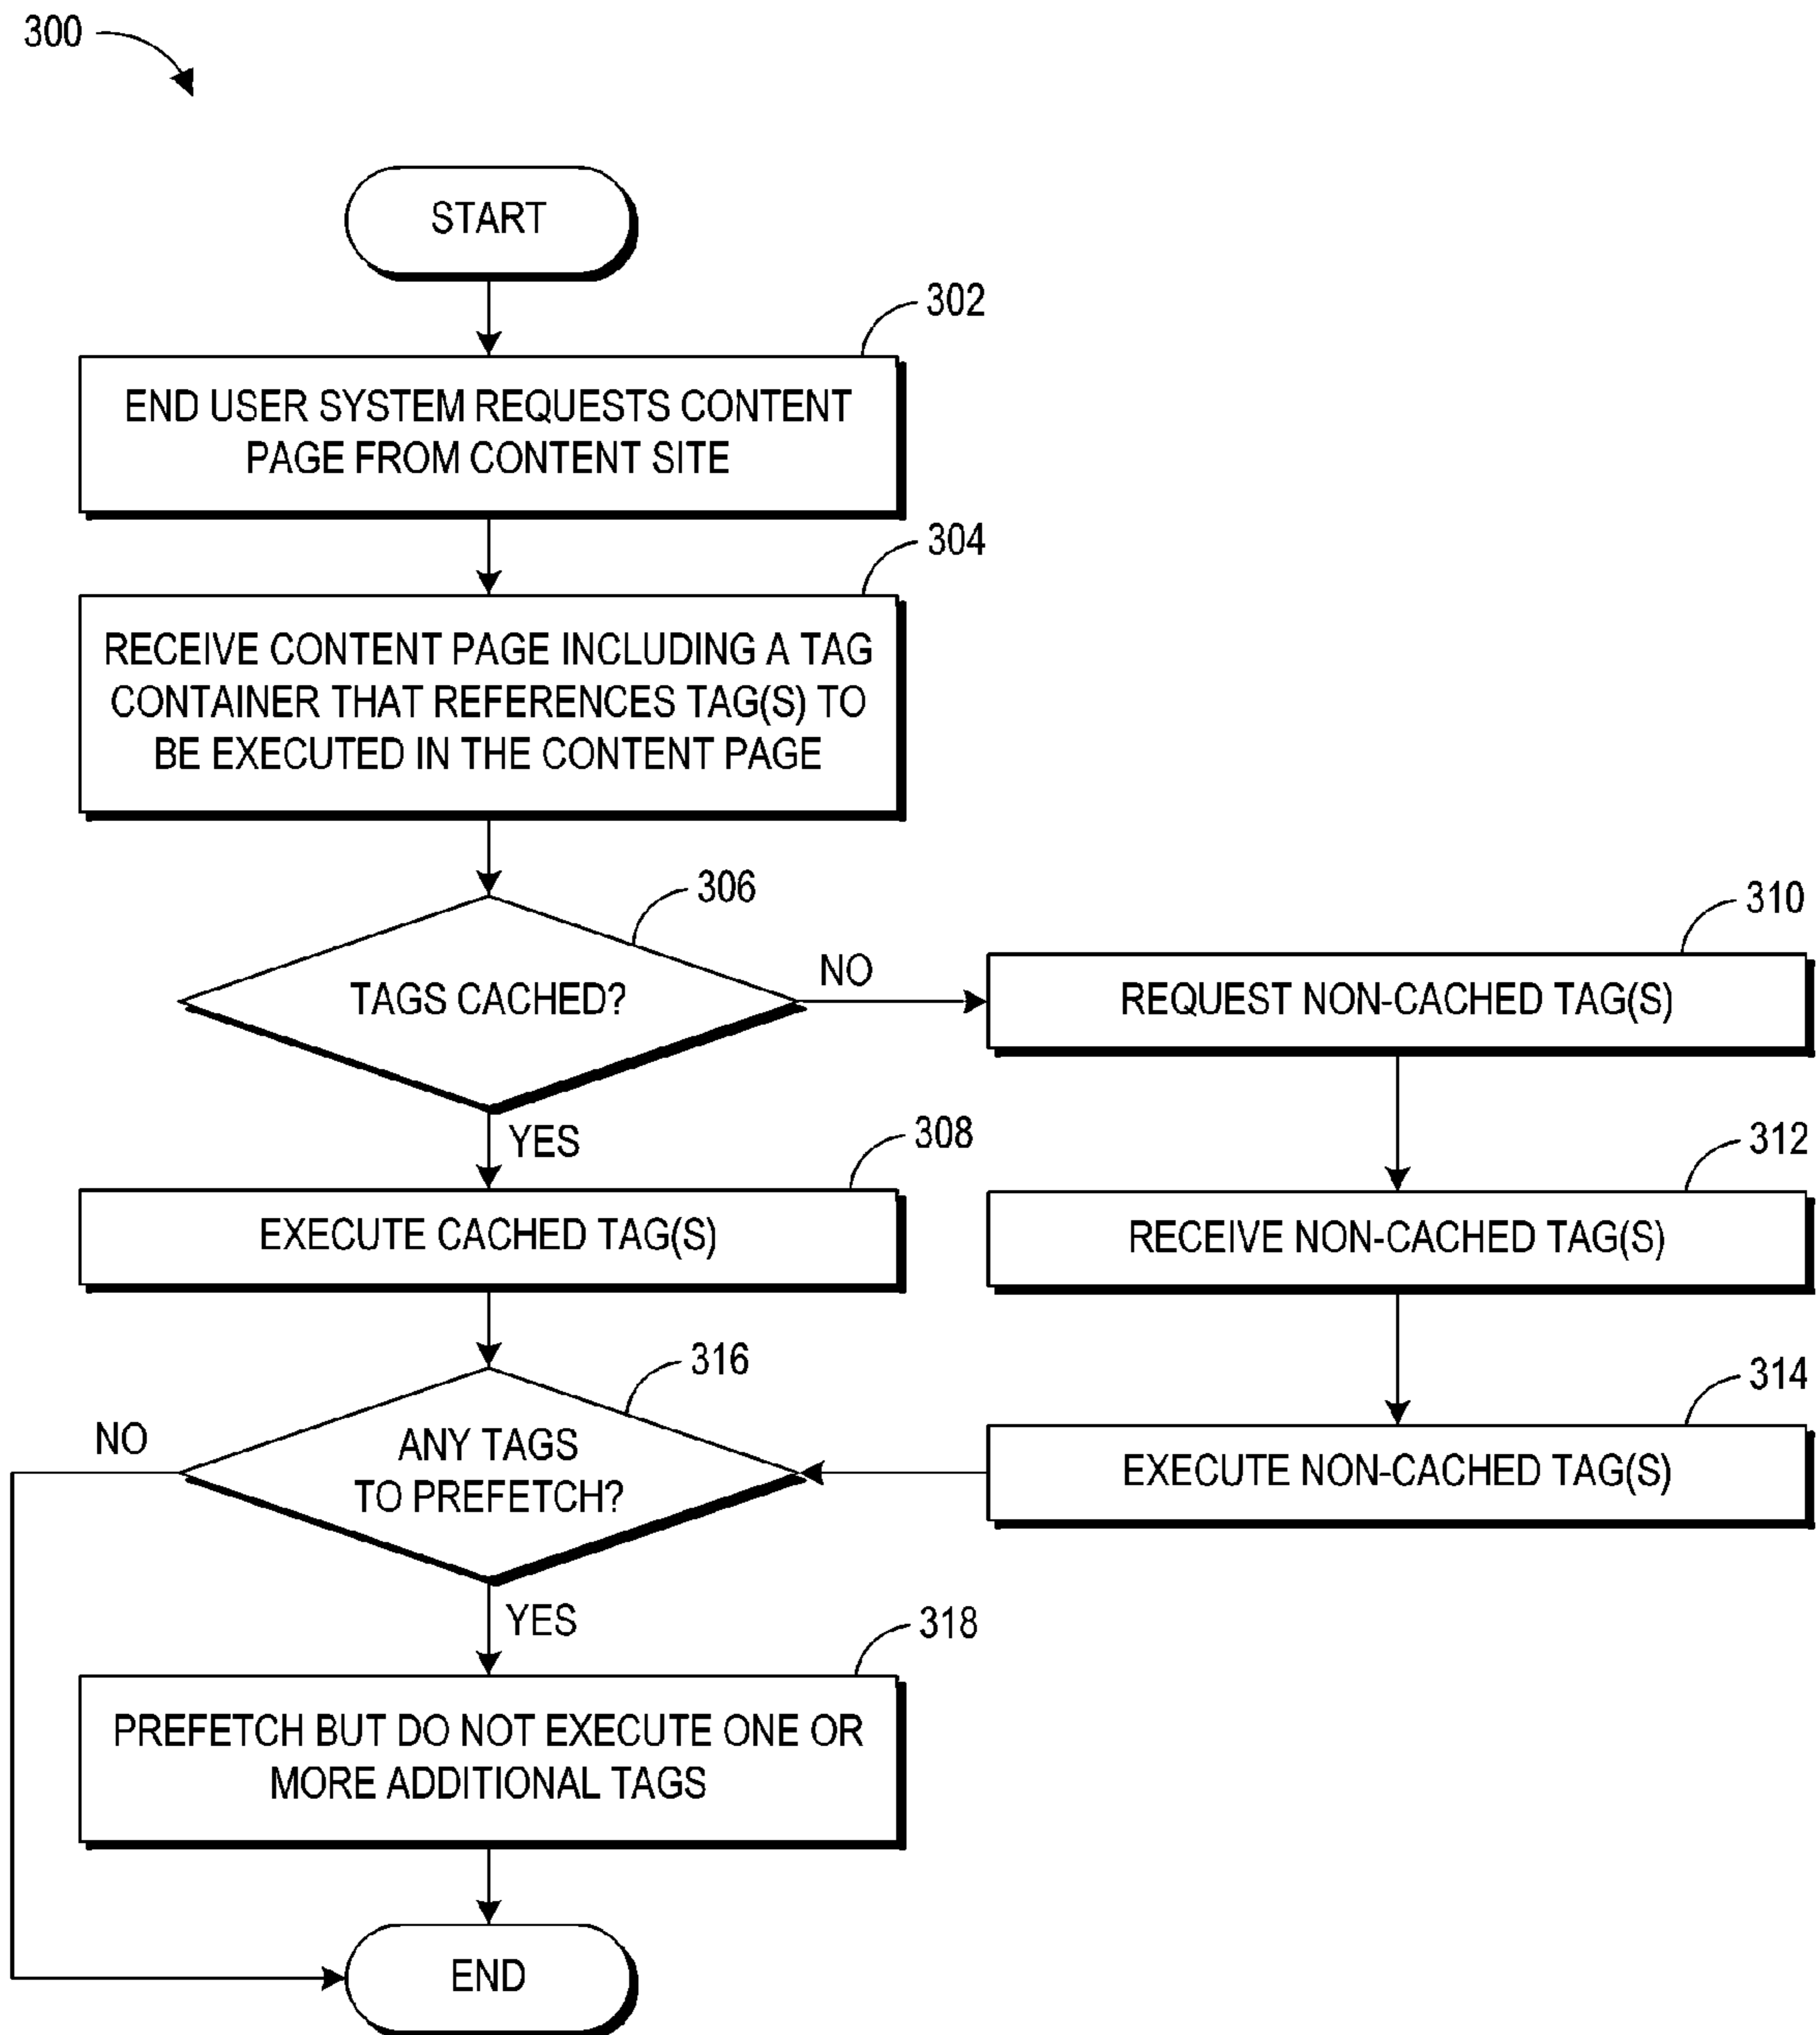 300
START
302
END USER SYSTEM REQUESTS CONTENT
PAGE FROM CONTENT SITE
304
RECEIVE CONTENT PAGE INCLUDING A TAG
CONTAINER THAT REFERENCES TAG(S) TO
BE EXECUTED IN THE CONTENT PAGE
306
TAGS CACHED?
NO
310
REQUEST NON-CACHED TAG(S)
YES
308
EXECUTE CACHED TAG(S)
312
RECEIVE NON-CACHED TAG(S)
316
ANY TAGS
TO PREFETCH?
NO
314
EXECUTE NON-CACHED TAG(S)
YES
318
PREFETCH BUT DO NOT EXECUTE ONE OR
MORE ADDITIONAL TAGS
END